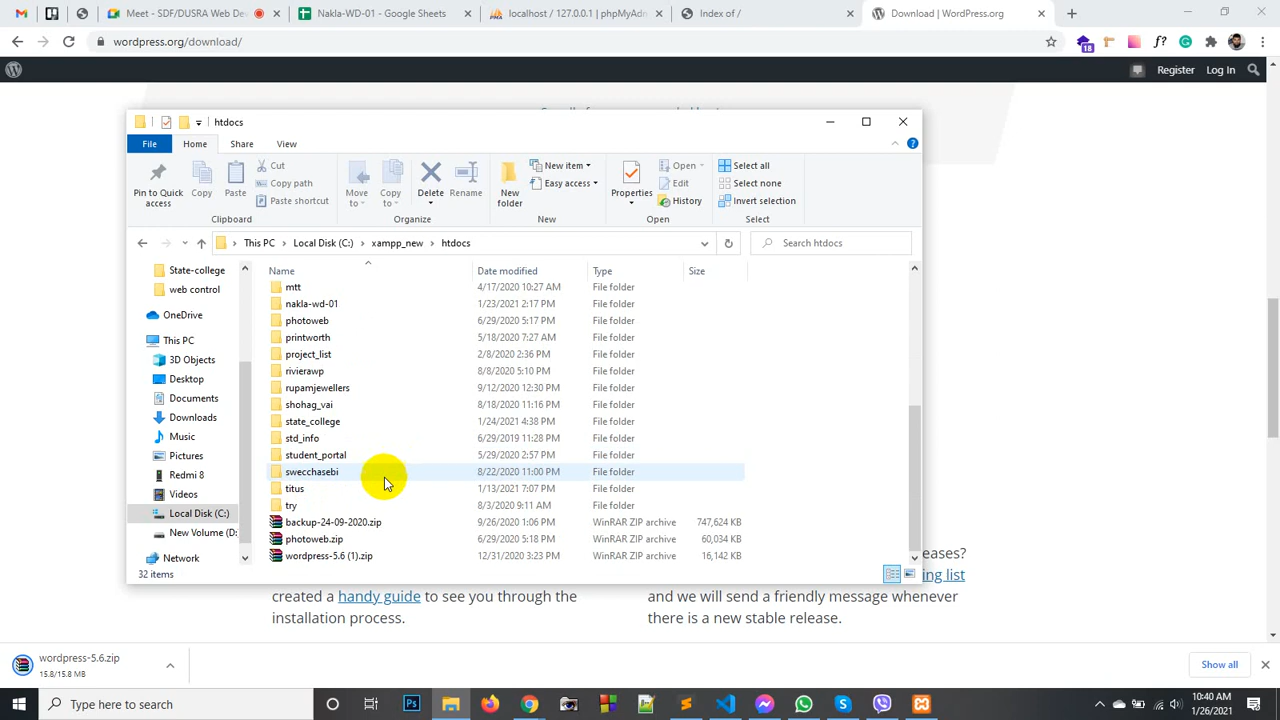 Meet - SDF/DUSRA Web De
Nakla-WD-01 - Google Sheets
localhost / 127.0.0.1 | phpMyAd
Index of /
Download | WordPress.org
wordpress.org/download/
18
Register
Log In
htdocs
File
Home
Share
View
Pin to Quick access
Copy
Paste
Cut
Copy path
Paste shortcut
Clipboard
Move to
Copy to
Delete
Rename
Organize
New folder
New item
Easy access
New
Properties
Open
Edit
History
Open
Select all
Select none
Invert selection
Select
This PC
Local Disk (C:)
xampp_new
htdocs
Search htdocs
State-college
web control
OneDrive
This PC
3D Objects
Desktop
Documents
Downloads
Music
Pictures
Redmi 8
Videos
Local Disk (C:)
New Volume (D:
Network
Name Date modified Type Size
mtt 4/17/2020 10:27 AM File folder
nakla-wd-01 1/23/2021 2:17 PM File folder
photoweb 6/29/2020 5:17 PM File folder
printworth 5/18/2020 7:27 AM File folder
project_list 2/8/2020 2:36 PM File folder
rivierawp 8/8/2020 5:10 PM File folder
rupamjewellers 9/12/2020 12:30 PM File folder
shohag_vai 8/18/2020 11:16 PM File folder
state_college 1/24/2021 4:38 PM File folder
std_info 6/29/2019 11:28 PM File folder
student_portal 5/29/2020 2:57 PM File folder
swecchasebi 8/22/2020 11:00 PM File folder
titus 1/13/2021 7:07 PM File folder
try 8/3/2020 9:11 AM File folder
backup-24-09-2020.zip 9/26/2020 1:06 PM WinRAR ZIP archive 747,624 KB
photoweb.zip 6/29/2020 5:18 PM WinRAR ZIP archive 60,034 KB
wordpress-5.6 (1).zip 12/31/2020 3:23 PM WinRAR ZIP archive 16,142 KB
32 items
eases?
ing list
created a handy guide to see you through the
installation process.
and we will send a friendly message whenever
there is a new stable release.
wordpress-5.6.zip
15.8/15.8 MB
Show all
Type here to search
10:40 AM
1/26/2021